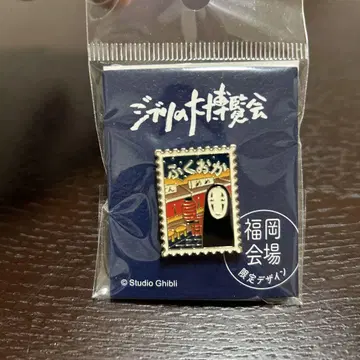 ジブリの大博覧会
ふくおか
福岡
会場
限定デザイン
© Studio Ghibli